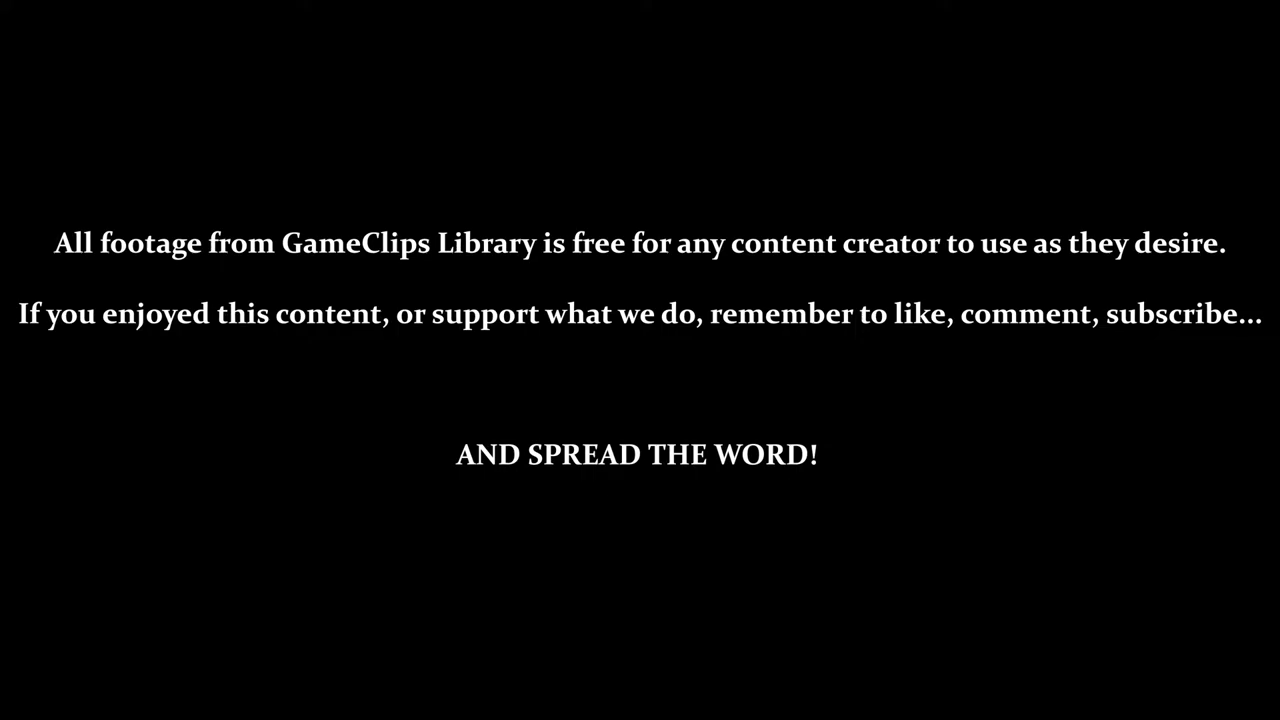 All footage from GameClips Library is free for any content creator to use as they desire.
If you enjoyed this content, or support what we do, remember to like, comment, subscribe...
AND SPREAD THE WORD!